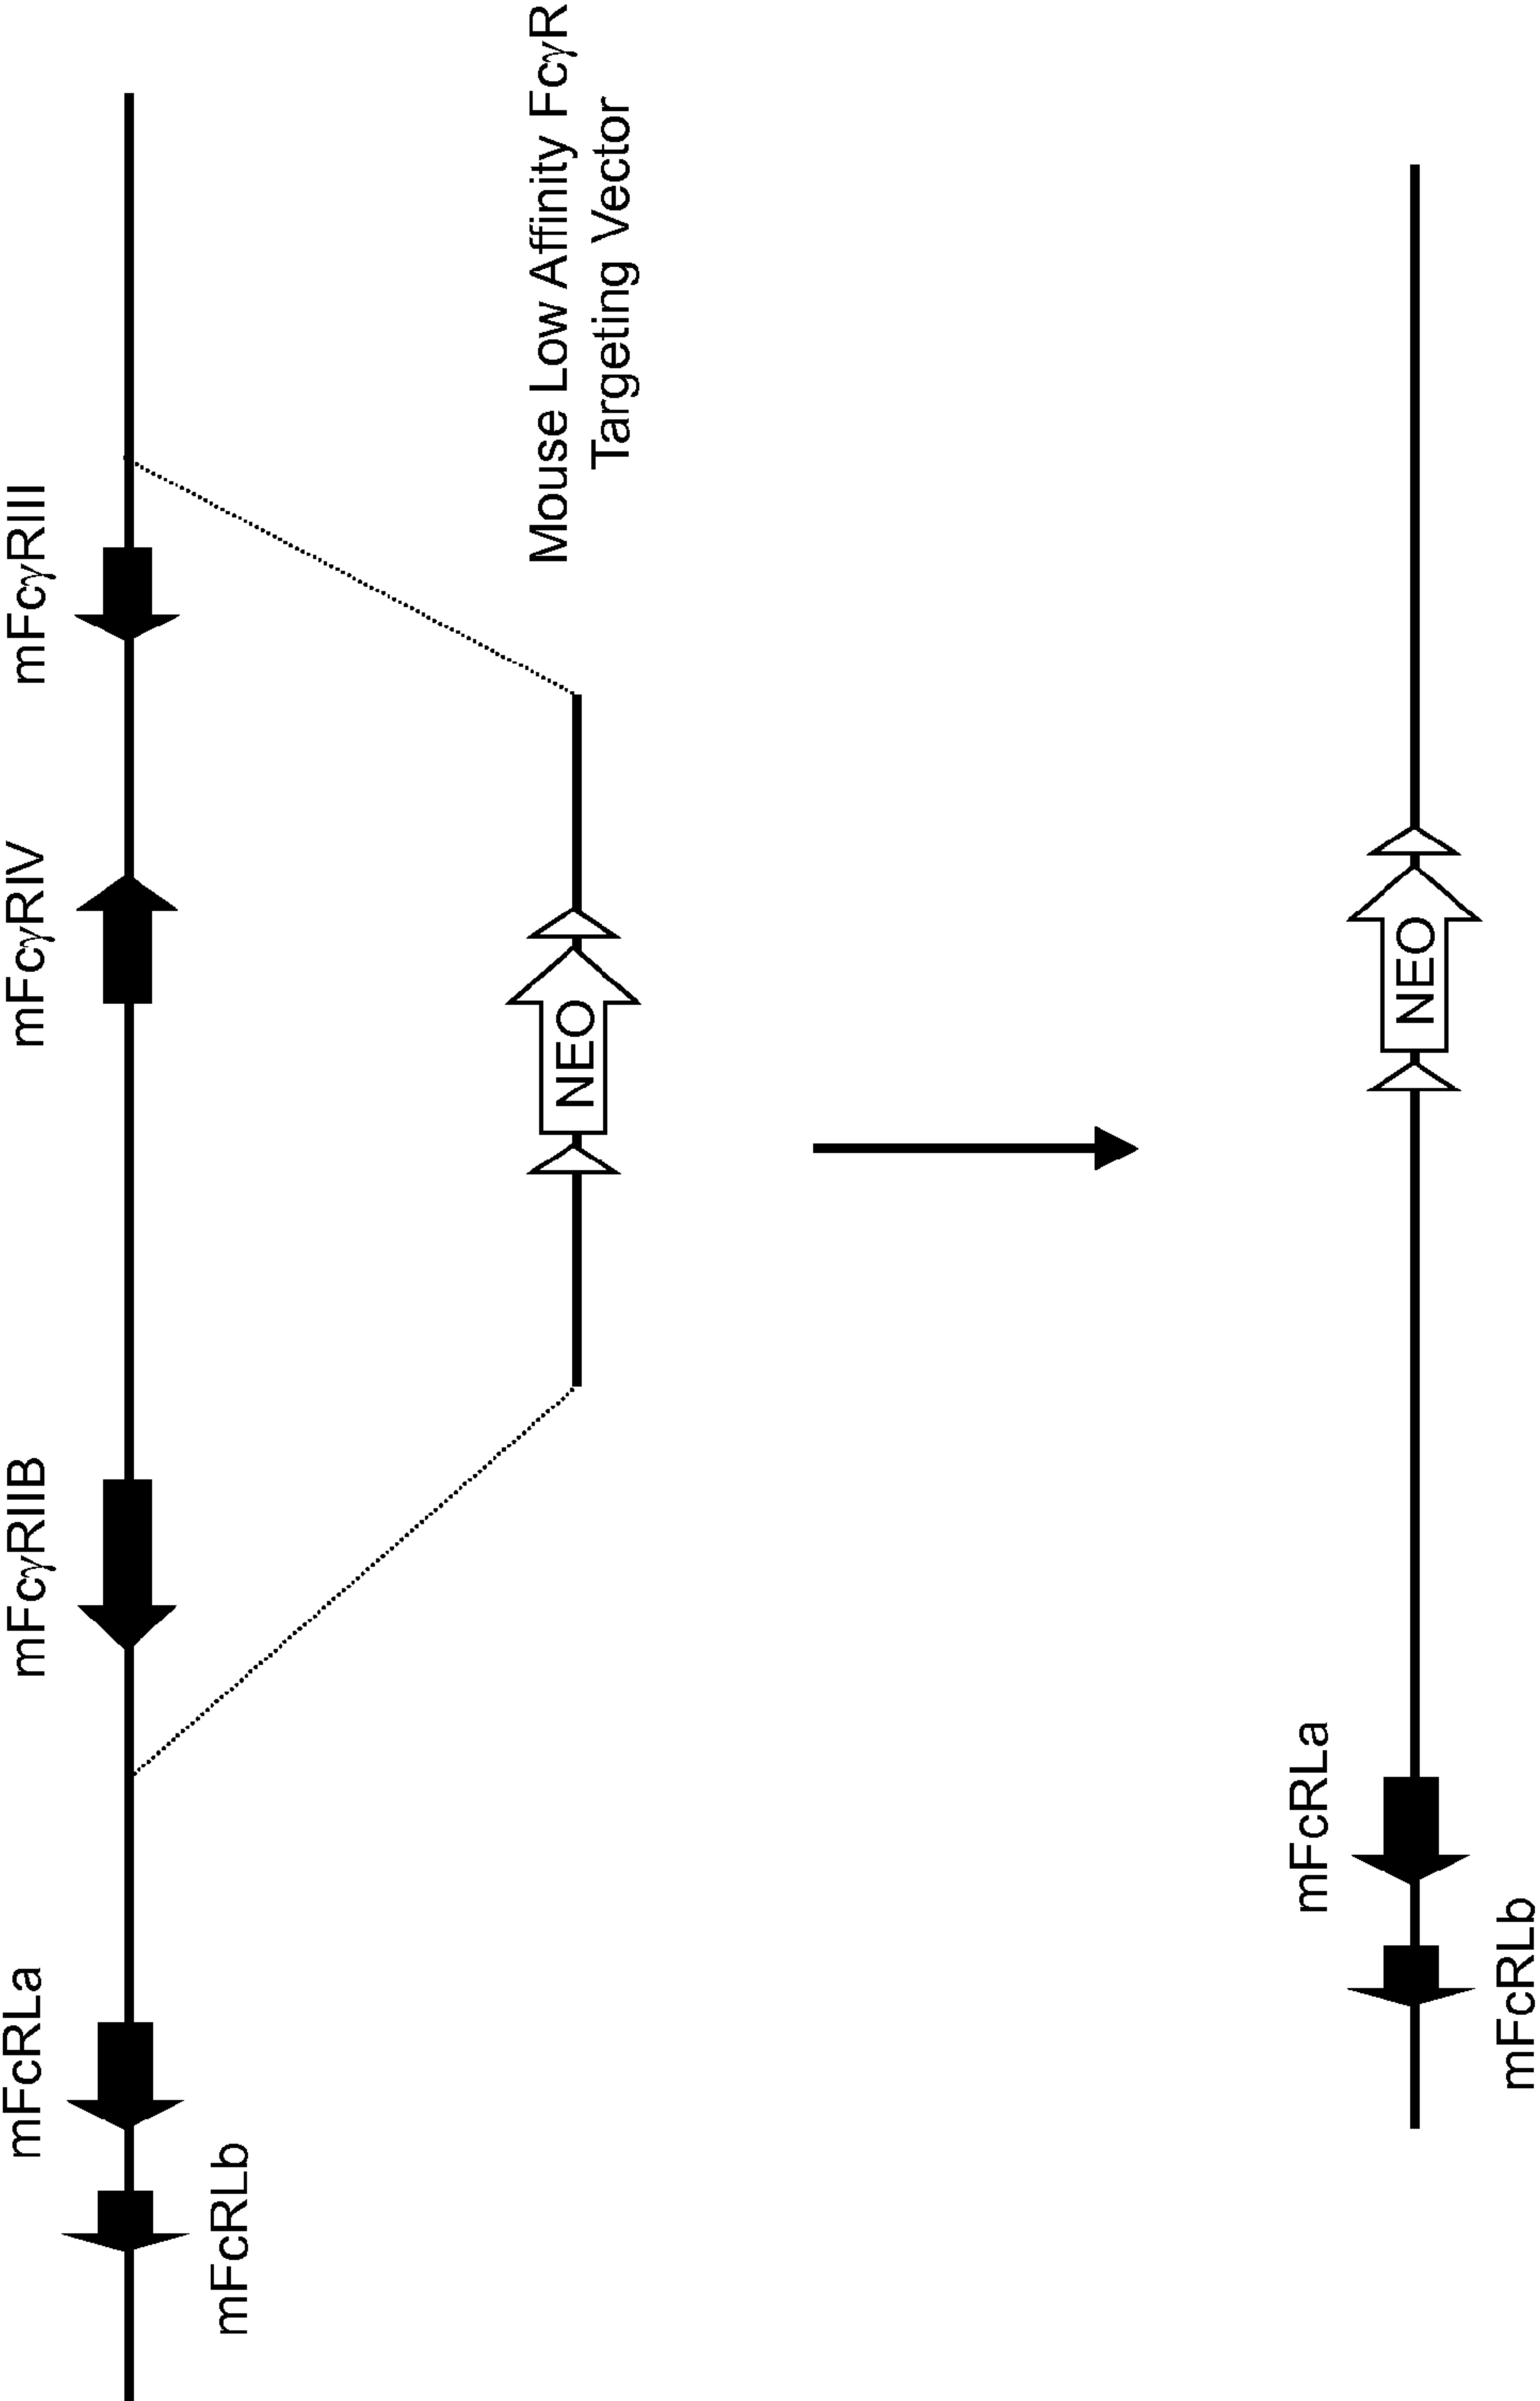 mFcRLa
mFcγRIIB
mFcγRIV
mFcγRIII
mFcRLb
Mouse Low Affinity FcγR
Targeting Vector
NEO
mFcRLa
NEO
mFcRLb